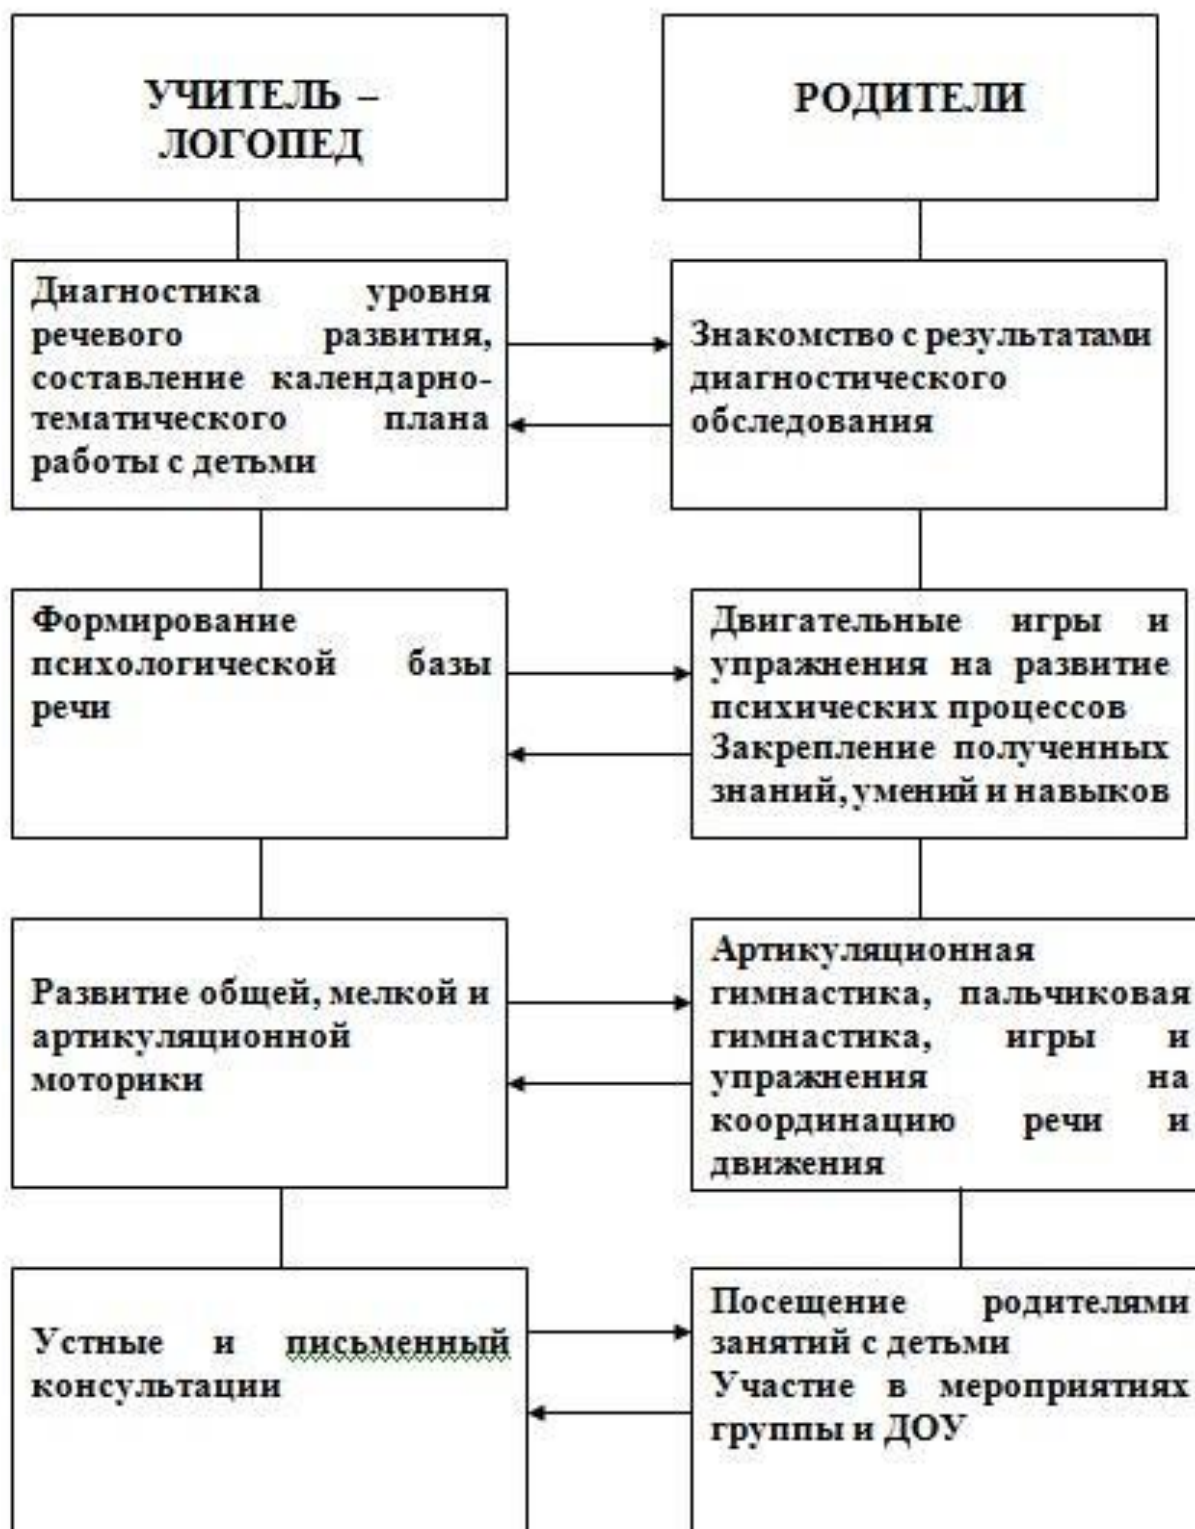 УЧИТЕЛЬ –
ЛОГОПЕД
РОДИТЕЛИ
Диагностика уровня
речевого развития,
составление календарно-
тематического плана
работы с детьми
Знакомство с результатами
диагностического
обследования
Формирование
психологической базы
речи
Двигательные игры и
упражнения на развитие
психических процессов
Закрепление полученных
знаний, умений и навыков
Развитие общей, мелкой и
артикуляционной
моторики
Артикуляционная
гимнастика, пальчиковая
гимнастика, игры и
упражнения на
координацию речи и
движения
Устные и письменный
консультации
Посещение родителями
занятий с детьми
Участие в мероприятиях
группы и ДОУ